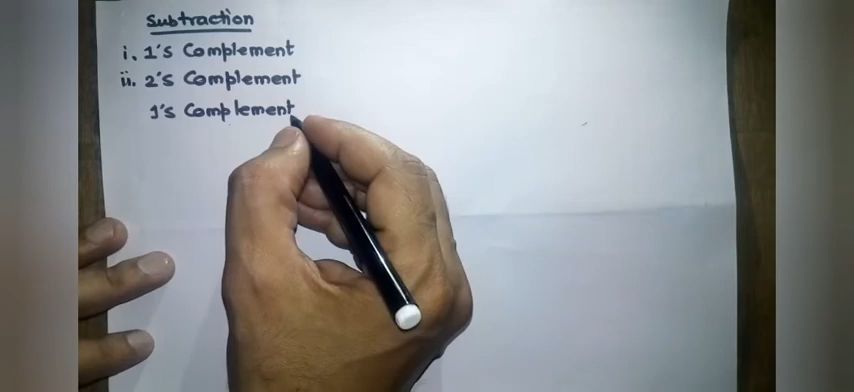 Subtraction
i. 1's Complement
ii. 2's Complement
1's Complement